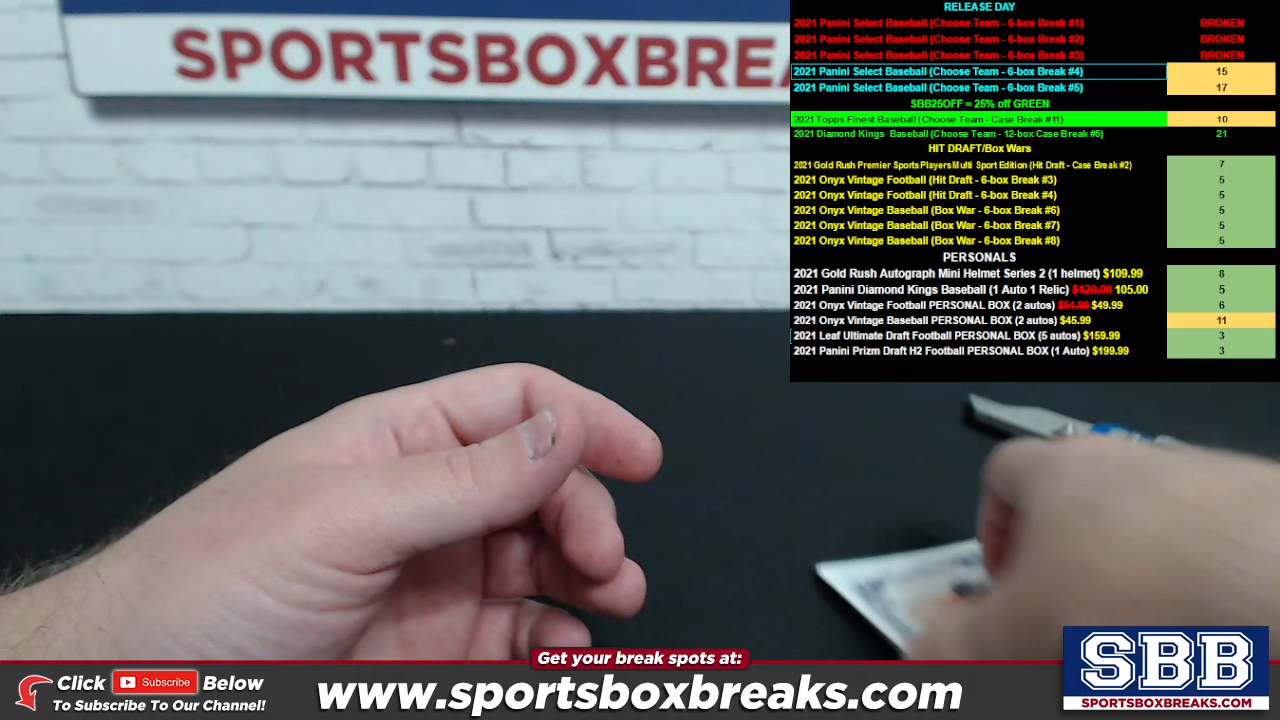 SPORTSBOXBREA
RELEASE DAY
2021 Panini Select Baseball (Choose Team - 6-box Break #1) BROKEN
2021 Panini Select Baseball (Choose Team - 6-box Break #2) BROKEN
2021 Panini Select Baseball (Choose Team - 6-box Break #3) BROKEN
2021 Panini Select Baseball (Choose Team - 6-box Break #4) 15
2021 Panini Select Baseball (Choose Team - 6-box Break #5) 17
SBB25OFF = 25% off GREEN
2021 Topps Finest Baseball (Choose Team - Case Break #11) 10
2021 Diamond Kings Baseball (Choose Team - 12-box Case Break #5) 21
HIT DRAFT/Box Wars
2021 Gold Rush Premier Sports Players Multi Sport Edition (Hit Draft - Case Break #2) 7
2021 Onyx Vintage Football (Hit Draft - 6-box Break #3) 5
2021 Onyx Vintage Football (Hit Draft - 6-box Break #4) 5
2021 Onyx Vintage Baseball (Box War - 6-box Break #6) 5
2021 Onyx Vintage Baseball (Box War - 6-box Break #7) 5
2021 Onyx Vintage Baseball (Box War - 6-box Break #8) 5
PERSONALS
2021 Gold Rush Autograph Mini Helmet Series 2 (1 helmet) $109.99 8
2021 Panini Diamond Kings Baseball (1 Auto 1 Relic) $120.00 105.00 5
2021 Onyx Vintage Football PERSONAL BOX (2 autos) $54.99 $49.99 6
2021 Onyx Vintage Baseball PERSONAL BOX (2 autos) $45.99 11
2021 Leaf Ultimate Draft Football PERSONAL BOX (5 autos) $159.99 3
2021 Panini Prizm Draft H2 Football PERSONAL BOX (1 Auto) $199.99 3
Get your break spots at:
Click Subscribe Below
To Subscribe To Our Channel!
www.sportsboxbreaks.com
SBB
SPORTSBOXBREAKS.COM